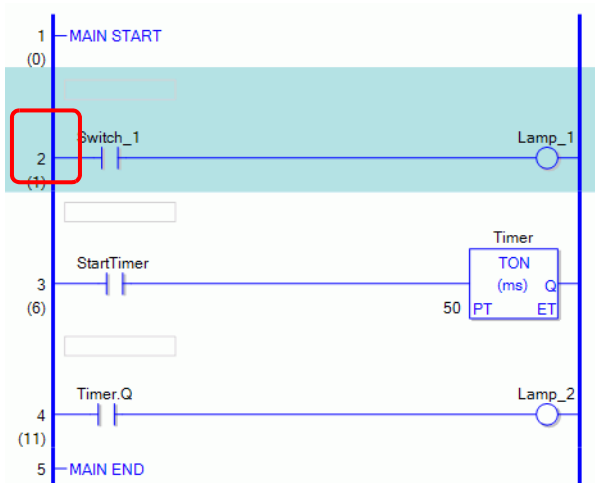 1 MAIN START
(0)
Switch_1 Lamp_1
2
(1)
Timer
StartTimer TON
3 (ms) Q
(6) 50 PT ET
Timer.Q Lamp_2
4
(11)
5 MAIN END